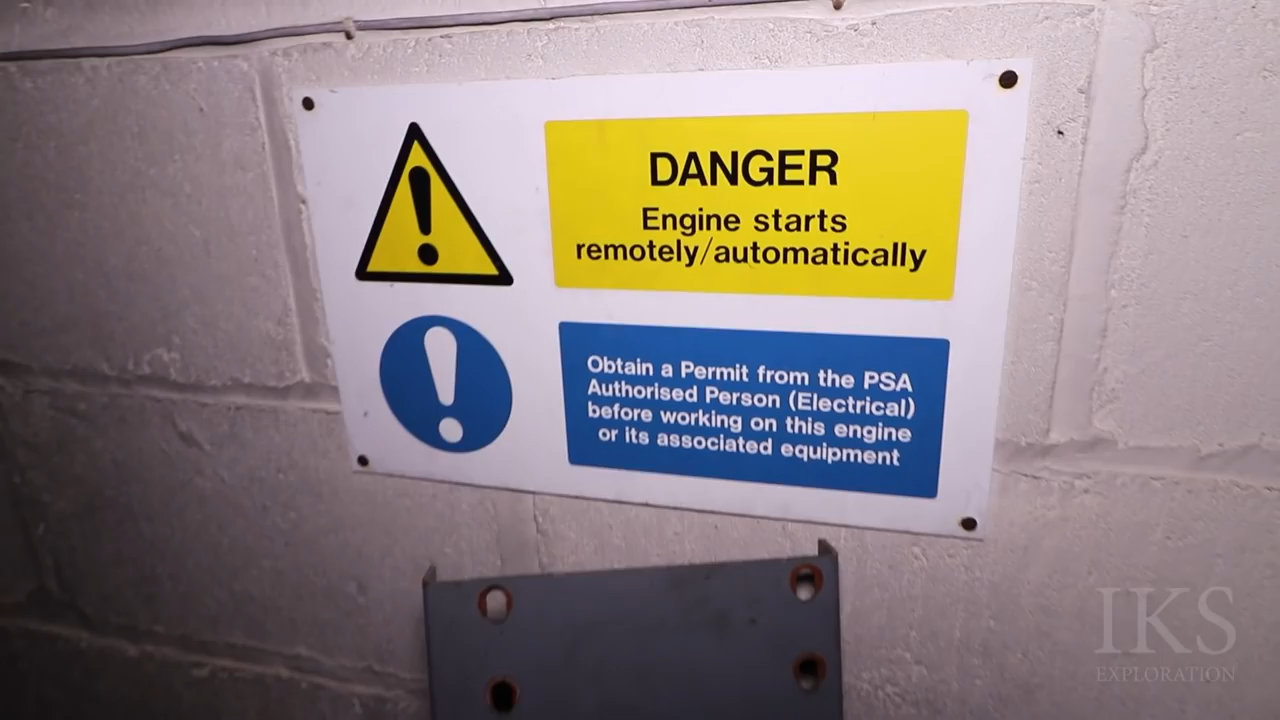 DANGER
Engine starts
remotely/automatically
Obtain a Permit from the PSA
Authorised Person (Electrical)
before working on this engine
or its associated equipment
IKS
EXPLORATION